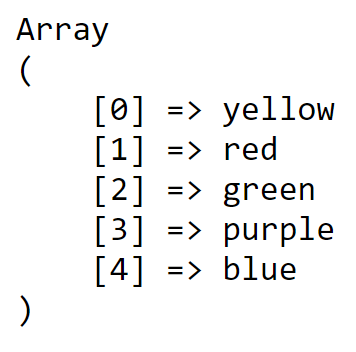 Array
(
    [0] => yellow
    [1] => red
    [2] => green
    [3] => purple
    [4] => blue
)